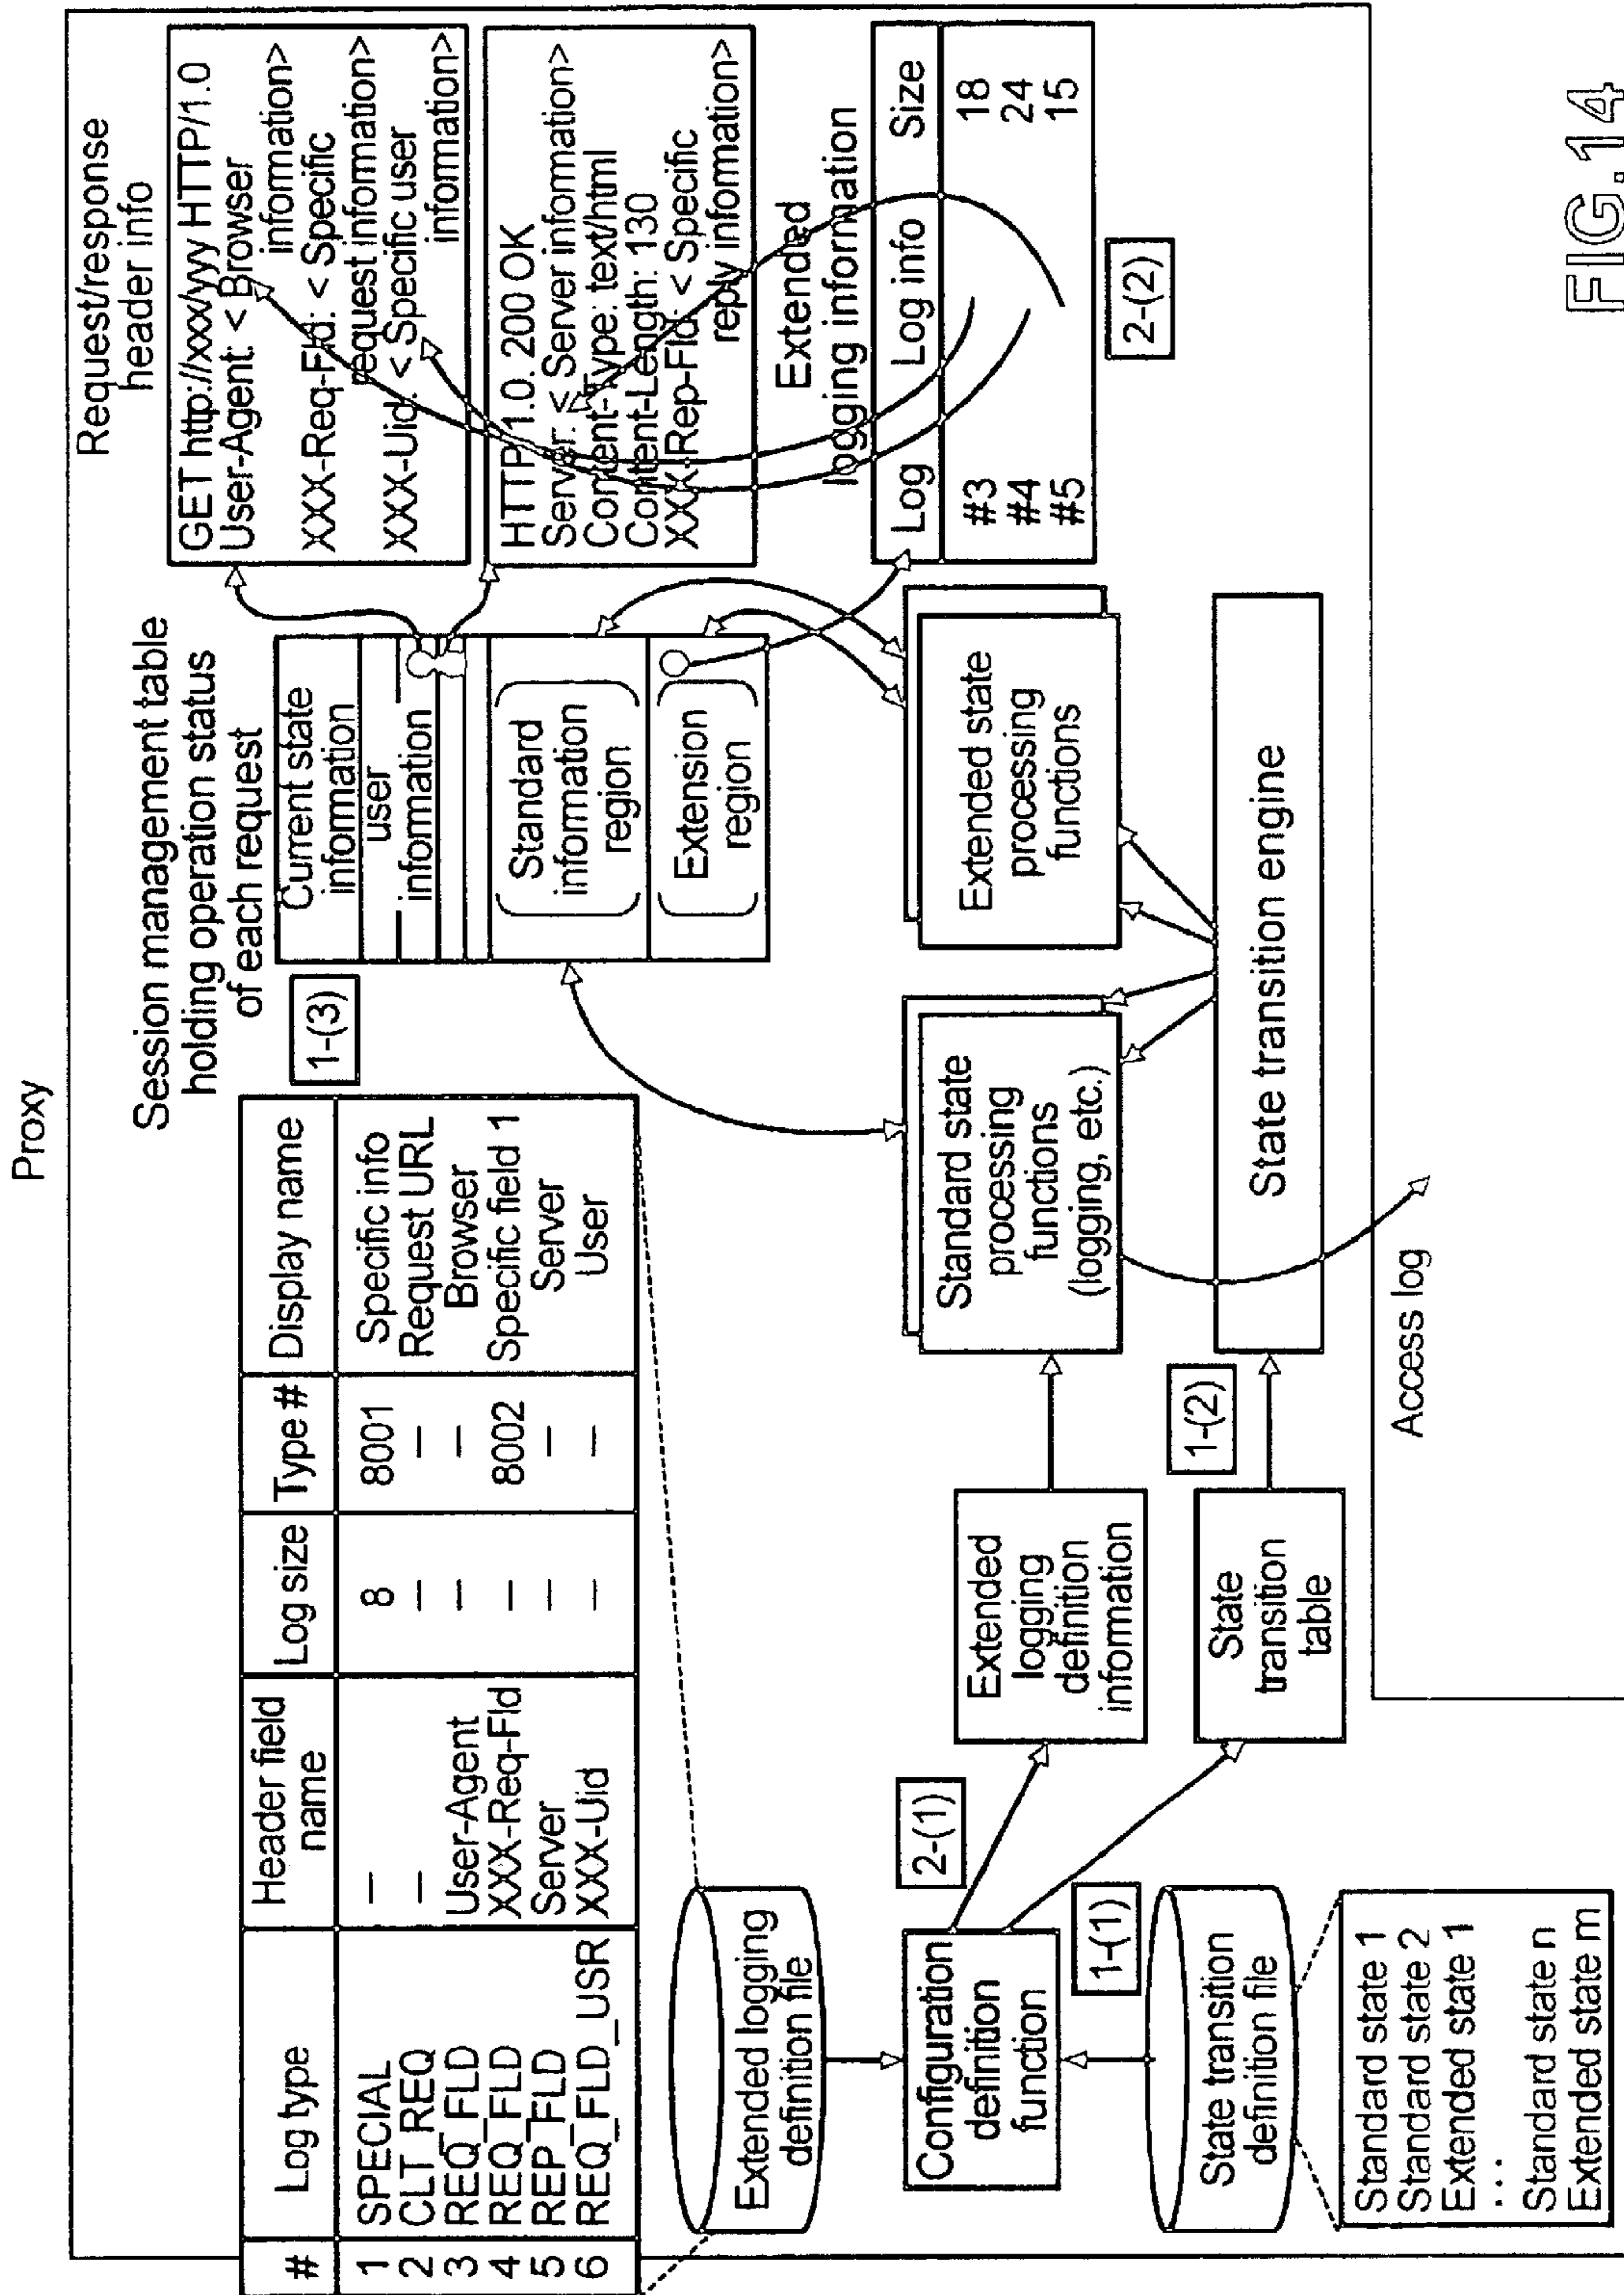 Proxy
# Log type Header field name Log size Type # Display name
1 SPECIAL — 8 8001 Specific info
2 CLT_REQ — — — Request URL
3 REQ_FLD User-Agent — — Browser
4 REQ_FLD XXX-Req-Fld — 8002 Specific field 1
5 REP_FLD Server — — Server
6 REQ_FLD_USR XXX-Uid — — User
Session management table
holding operation status
of each request
1-(3)
Current state
information
user
information
Standard
information
region
Extension
region
Request/response
header info
GET http://xxx/yyy HTTP/1.0
User-Agent: < Browser
information>
XXX-Req-Fld: < Specific
request information>
XXX-Uid: < Specific user
information>
HTTP/1.0. 200 OK
Server: < Server information>
Content-Type: text/html
Content-Length: 130
XXX-Rep-Fld: < Specific
reply information>
Extended
logging information
Log Log info Size
#3 18
#4 24
#5 15
2-(2)
Extended logging
definition file
Configuration
definition
function
State transition
definition file
Standard state 1
Standard state 2
Extended state 1
...
Standard state n
Extended state m
2-(1)
1-(1)
Extended
logging
definition
information
State
transition
table
1-(2)
Standard state
processing
functions
(logging, etc.)
Extended state
processing
functions
State transition engine
Access log
FIG.14